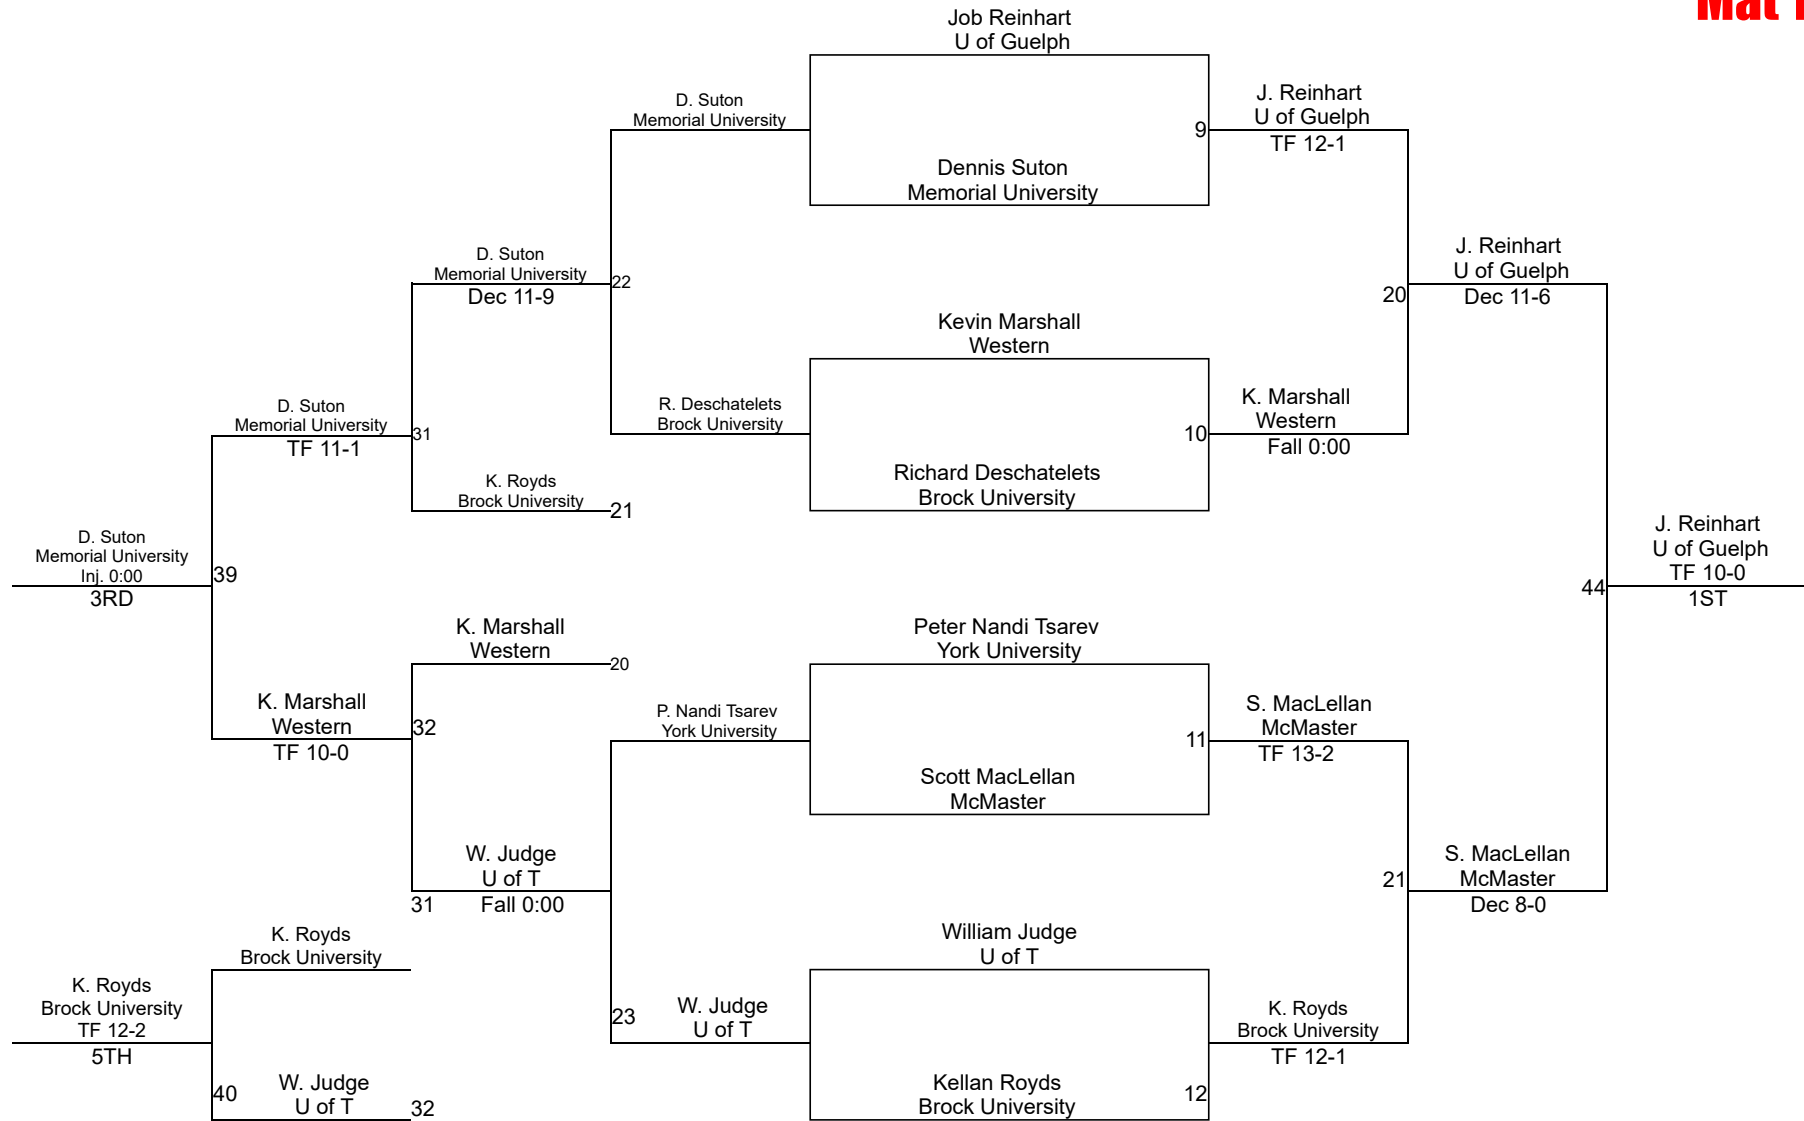 Mat
Job Reinhart
U of Guelph
D. Suton
Memorial University
9
J. Reinhart
U of Guelph
TF 12-1
Dennis Suton
Memorial University
D. Suton
Memorial University
Dec 11-9
22
20
J. Reinhart
U of Guelph
Dec 11-6
Kevin Marshall
Western
D. Suton
Memorial University
TF 11-1
31
R. Deschatelets
Brock University
10
K. Marshall
Western
Fall 0:00
Richard Deschatelets
Brock University
K. Royds
Brock University
21
D. Suton
Memorial University
Inj. 0:00
3RD
39
44
J. Reinhart
U of Guelph
TF 10-0
1ST
K. Marshall
Western
20
Peter Nandi Tsarev
York University
K. Marshall
Western
TF 10-0
32
P. Nandi Tsarev
York University
11
S. MacLellan
McMaster
TF 13-2
Scott MacLellan
McMaster
W. Judge
U of T
Fall 0:00
31
21
S. MacLellan
McMaster
Dec 8-0
K. Royds
Brock University
William Judge
U of T
K. Royds
Brock University
TF 12-2
5TH
23
W. Judge
U of T
K. Royds
Brock University
TF 12-1
40
W. Judge
U of T
32
Kellan Royds
Brock University
12